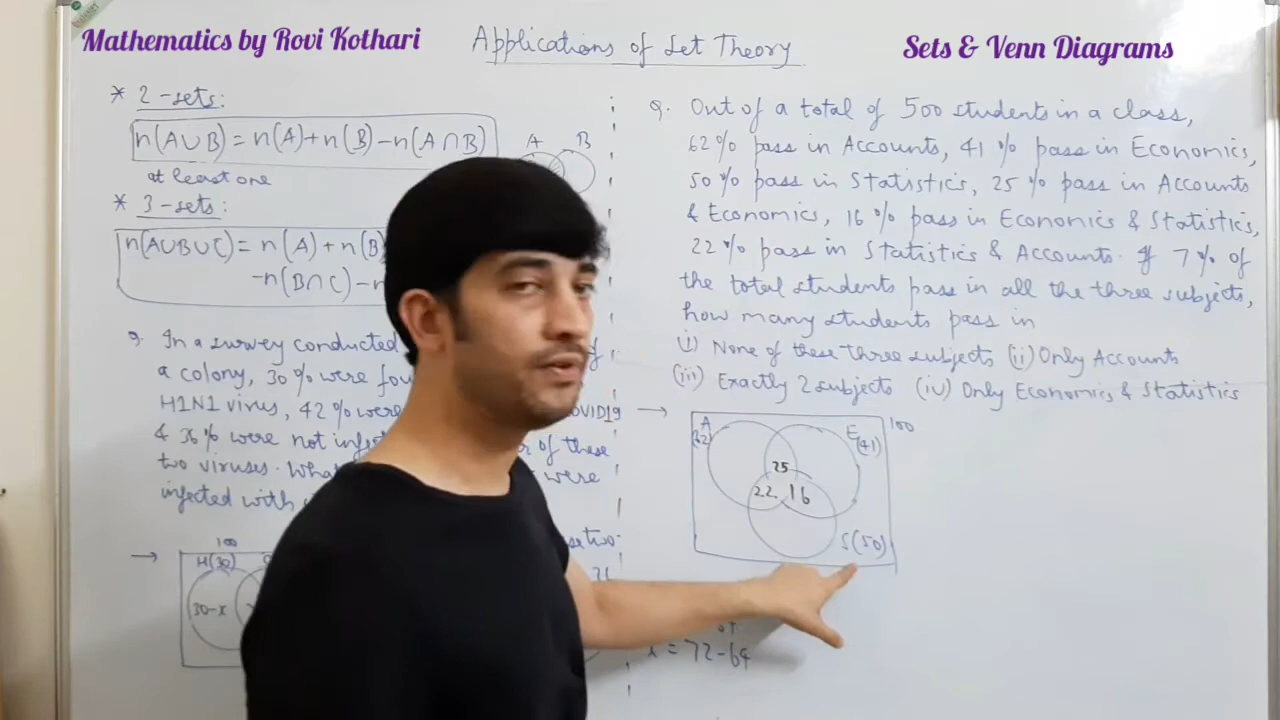 Mathematics by Rovi Kothari
Applications of Set Theory
Sets & Venn Diagrams
* 2-sets:
n(A∪B) = n(A)+n(B)-n(A∩B)
at least one
A B
* 3-sets:
n(A∪B∪C) = n(A) + n(B)
-n(B∩C) - n
Q. In a survey conducted
a colony, 30% were fou
H1N1 virus, 42% were OVID19
& 36% were not infe r of these
two viruses. Wha were
infected with
se two
→ 100
H(30)
30-x
x = 72-64
Q. Out of a total of 500 students in a class,
62% pass in Accounts, 41% pass in Economics,
50% pass in Statistics, 25% pass in Accounts
& Economics, 16% pass in Economics & Statistics,
22% pass in Statistics & Accounts. If 7% of
the total students pass in all the three subjects,
how many students pass in
(i) None of these three subjects (ii) Only Accounts
(iii) Exactly 2 subjects (iv) Only Economics & Statistics
→ A E 100
(62) (41)
25
22 16
S(50)